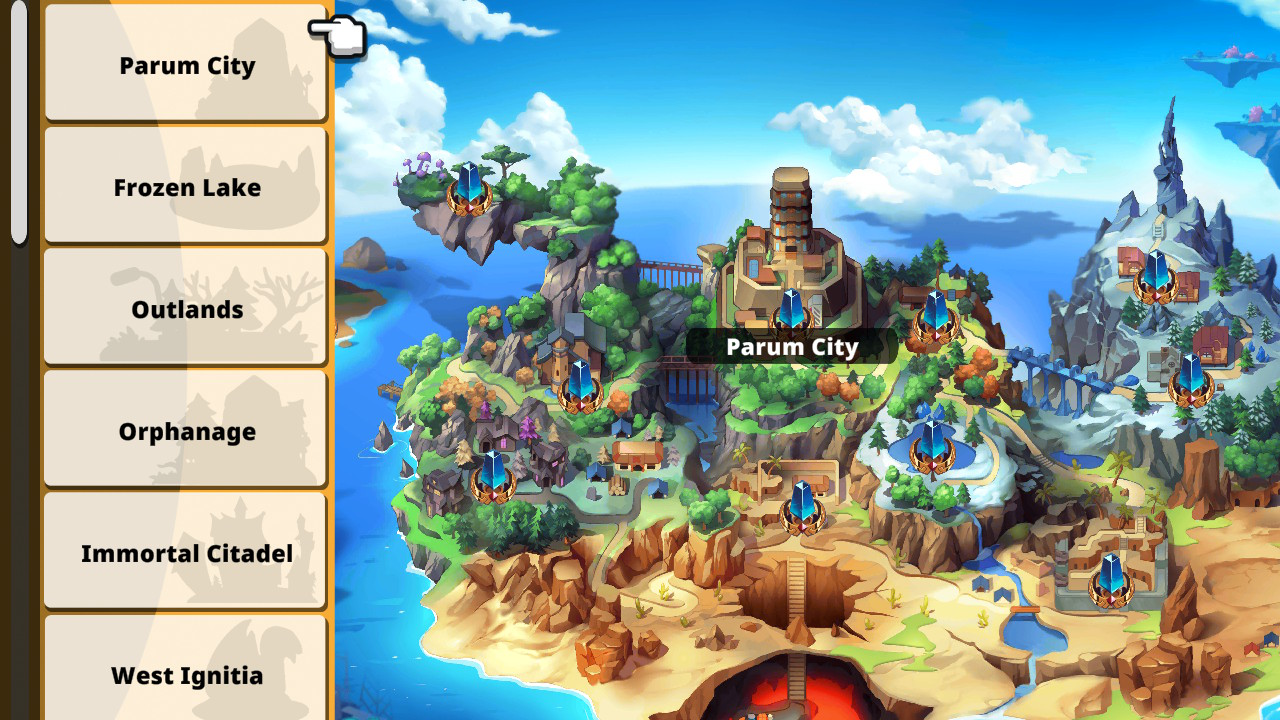 Parum City
Frozen Lake
Outlands
Orphanage
Immortal Citadel
West Ignitia
Parum City